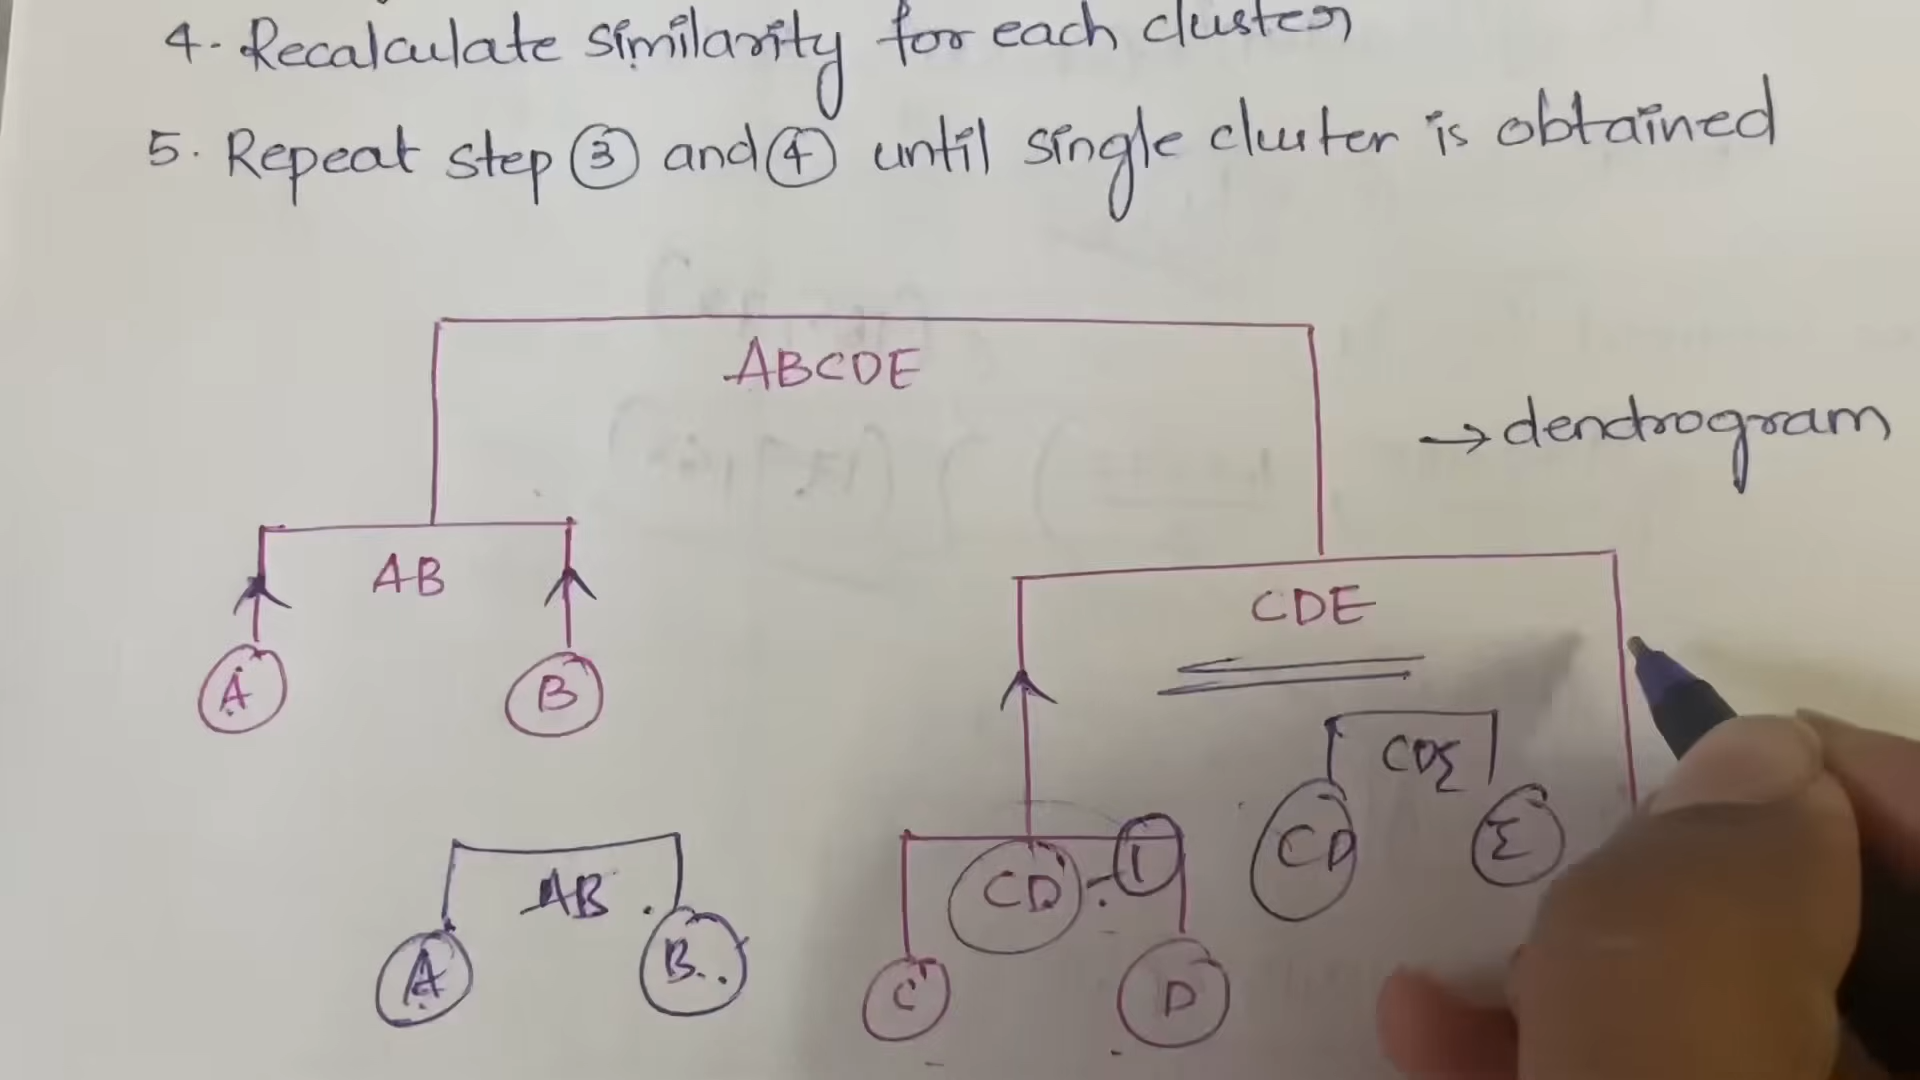 4. Recalculate similarity for each cluster
5. Repeat step ③ and ④ until single cluster is obtained
ABCDE
→ dendrogram
AB
CDE
A
B
CDE
CD
E
AB
CD
1
A
B
C
D